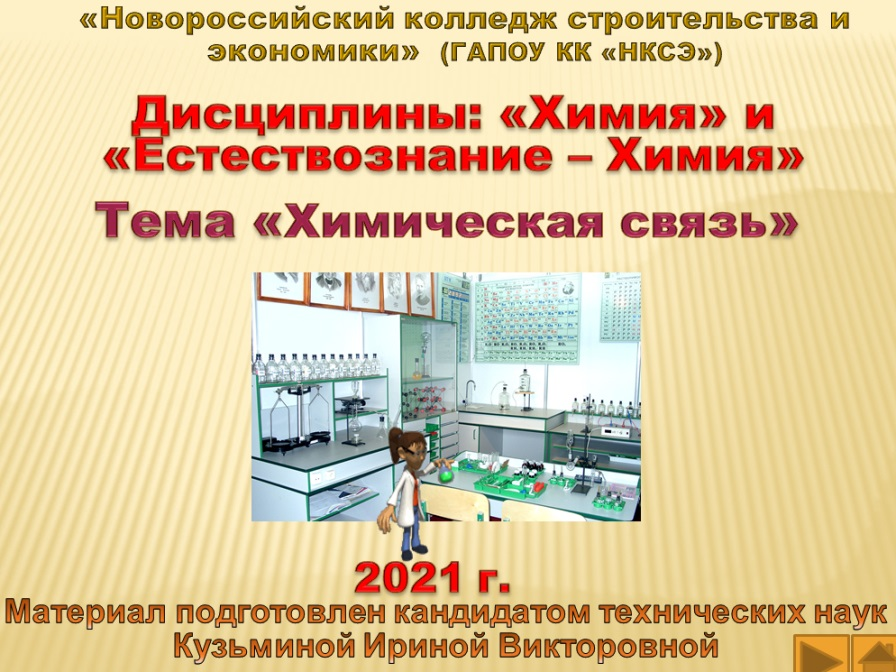 «Новороссийский колледж строительства и
экономики» (ГАПОУ КК «НКСЭ»)
Дисциплины: «Химия» и
«Естествознание – Химия»
Тема «Химическая связь»
2021 г.
Материал подготовлен кандидатом технических наук
Кузьминой Ириной Викторовной